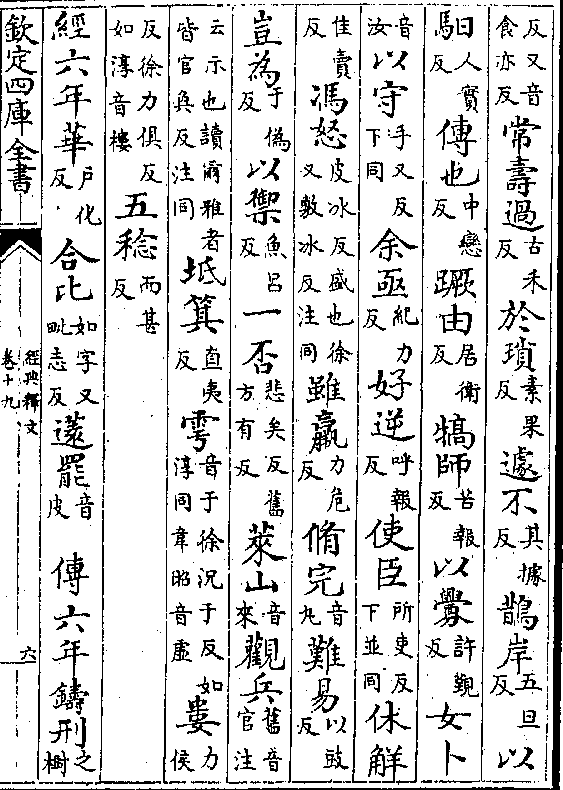 反又音食亦反常壽過古禾反於瑣素果反遽不其據反鵲岸五旦反以
馹人實反傳也中戀反蹶由居衛反犒師苦報反以釁許覲反女卜
音汝以守手又反下同余亟紀力反好逆呼報反使臣所吏反下並同休解
佳賣反馮怒皮冰反盛也徐又敷冰反注同雖羸力危反脩完音丸難易以豉反
豈為于偽反以禦魚呂反一否悲矣反舊方有反萊山音來觀兵舊音官注
云示也讀爾雅者皆官奐反注同坻箕直夷反雩音于徐況于反如淳同韋昭音虛婁力侯
反徐力俱反如淳音樓五稔而甚反
經六年華戶化反合比如字又毗志反薳罷音皮 傳六年鑄刑之樹
欽定四庫全書
經典釋文
卷十九
六